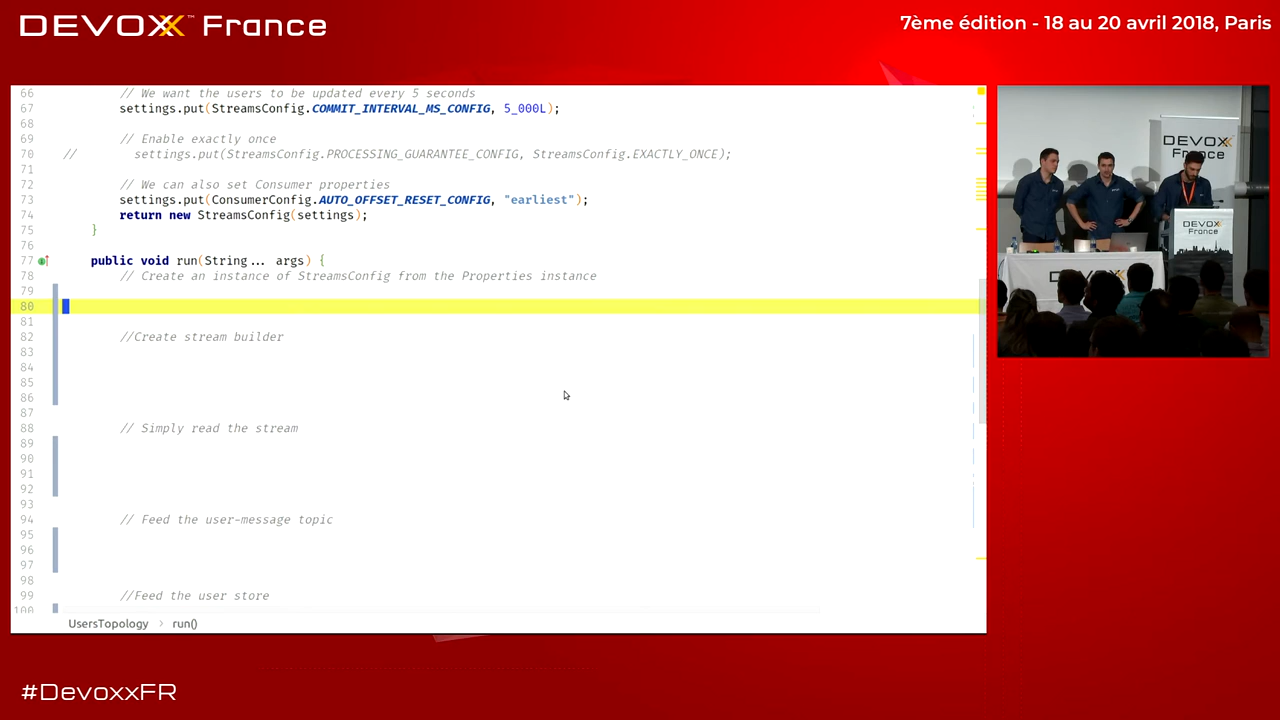 DEVOXX™ France
7ème édition - 18 au 20 avril 2018, Paris
66 // We want the users to be updated every 5 seconds
67 settings.put(StreamsConfig.COMMIT_INTERVAL_MS_CONFIG, 5_000L);
68
69 // Enable exactly once
70 // settings.put(StreamsConfig.PROCESSING_GUARANTEE_CONFIG, StreamsConfig.EXACTLY_ONCE);
71
72 // We can also set Consumer properties
73 settings.put(ConsumerConfig.AUTO_OFFSET_RESET_CONFIG, "earliest");
74 return new StreamsConfig(settings);
75 }
76
77 public void run(String... args) {
78 // Create an instance of StreamsConfig from the Properties instance
79
80
81
82 //Create stream builder
83
84
85
86
87
88 // Simply read the stream
89
90
91
92
93
94 // Feed the user-message topic
95
96
97
98
99 //Feed the user store
100
UsersTopology > run()
DEVOXX
France
DEVOXX
France
#DevoxxFR